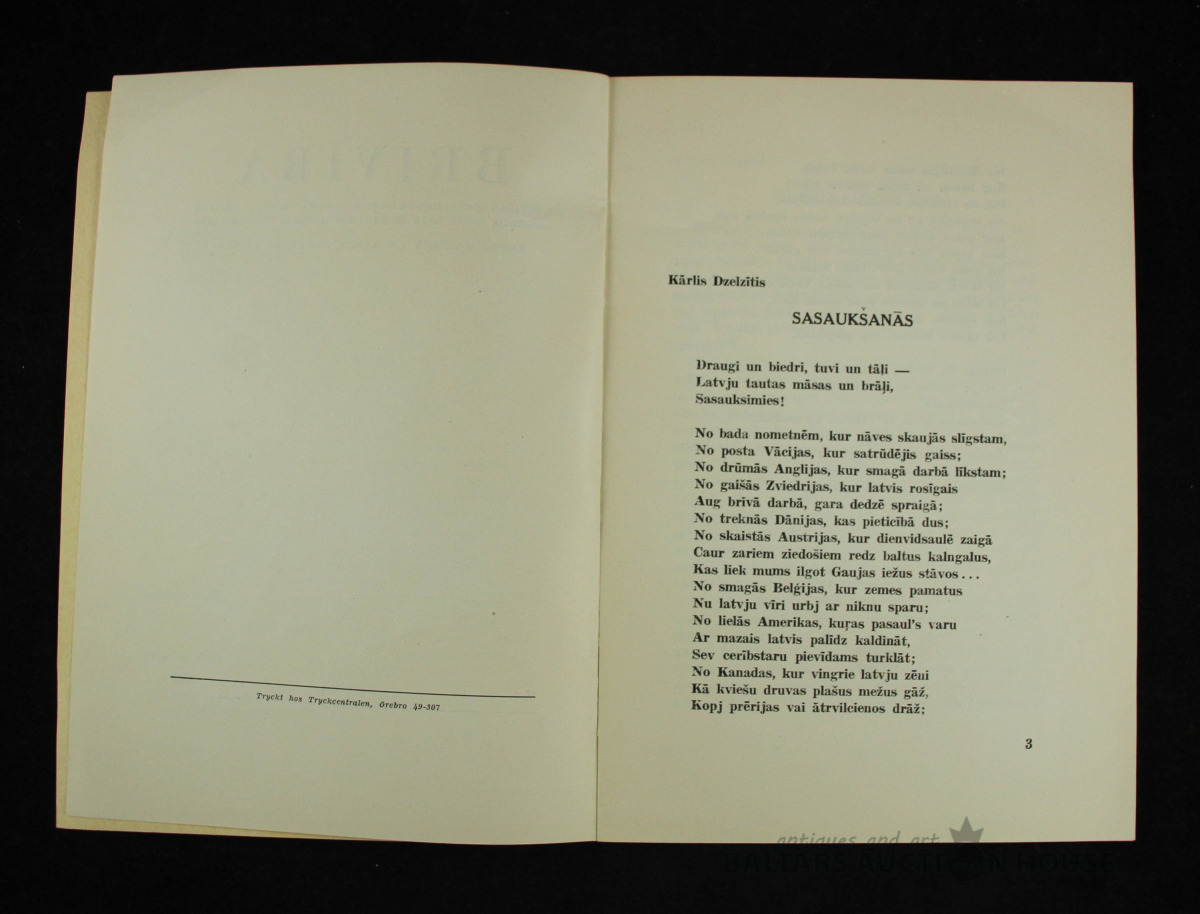 BRĪVĪBA
Tryckt hos Tryckcentralen, Örebro 49-307
Kārlis Dzelzītis
SASAUKŠANĀS
Draugi un biedri, tuvi un tāļi —
Latvju tautas māsas un brāļi,
Sasauksimies!
No bada nometnēm, kur nāves skaujās slīgstam,
No posta Vācijas, kur satrūdējis gaiss;
No drūmās Anglijas, kur smagā darbā līkstam;
No gaišās Zviedrijas, kur latvis rosīgais
Aug brīvā darbā, gara dedzē spraigā;
No treknās Dānijas, kas pieticībā dus;
No skaistās Austrijas, kur dienvidsaulē zaigā
Caur zariem ziedošiem redz baltus kalngalus,
Kas liek mums ilgot Gaujas iežus stāvos...
No smagās Belģijas, kur zemes pamatus
Nu latvju vīri urbj ar niknu sparu;
No lielās Amerikas, kuŗas pasaul's varu
Ar mazais latvis palīdz kaldināt,
Sev cerībstaru pievīdams turklāt;
No Kanadas, kur vingrie latvju zēni
Kā kviešu druvas plašus mežus gāž,
Kopj prērijas vai ātrvilcienos drāž;
3
antiques and art
BALTARS AUCTION HOUSE